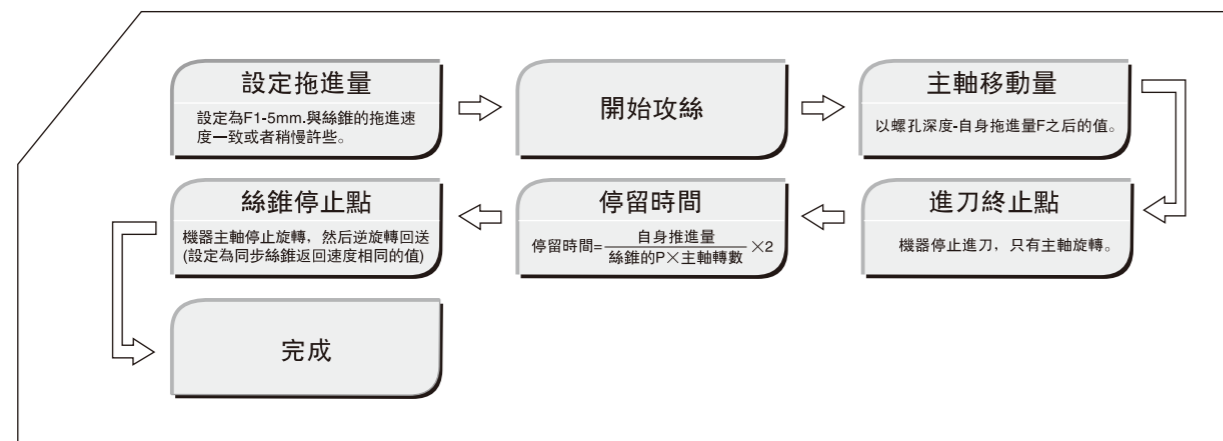 設定拖進量
設定為F1-5mm.與絲錐的拖進速
度一致或者稍慢許些。
開始攻絲
主軸移動量
以螺孔深度-自身拖進量F之后的值。
進刀終止點
機器停止進刀，只有主軸旋轉。
停留時間
停留時間=自身推進量/絲錐的P×主軸轉數×2
絲錐停止點
機器主軸停止旋轉，然后逆旋轉回送
(設定為同步絲錐返回速度相同的值)
完成